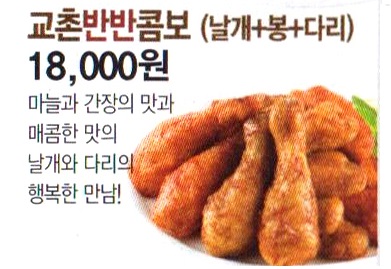 교촌반반콤보 (날개+봉+다리)
18,000원
마늘과 간장의 맛과
매콤한 맛의
날개와 다리의
행복한 만남!